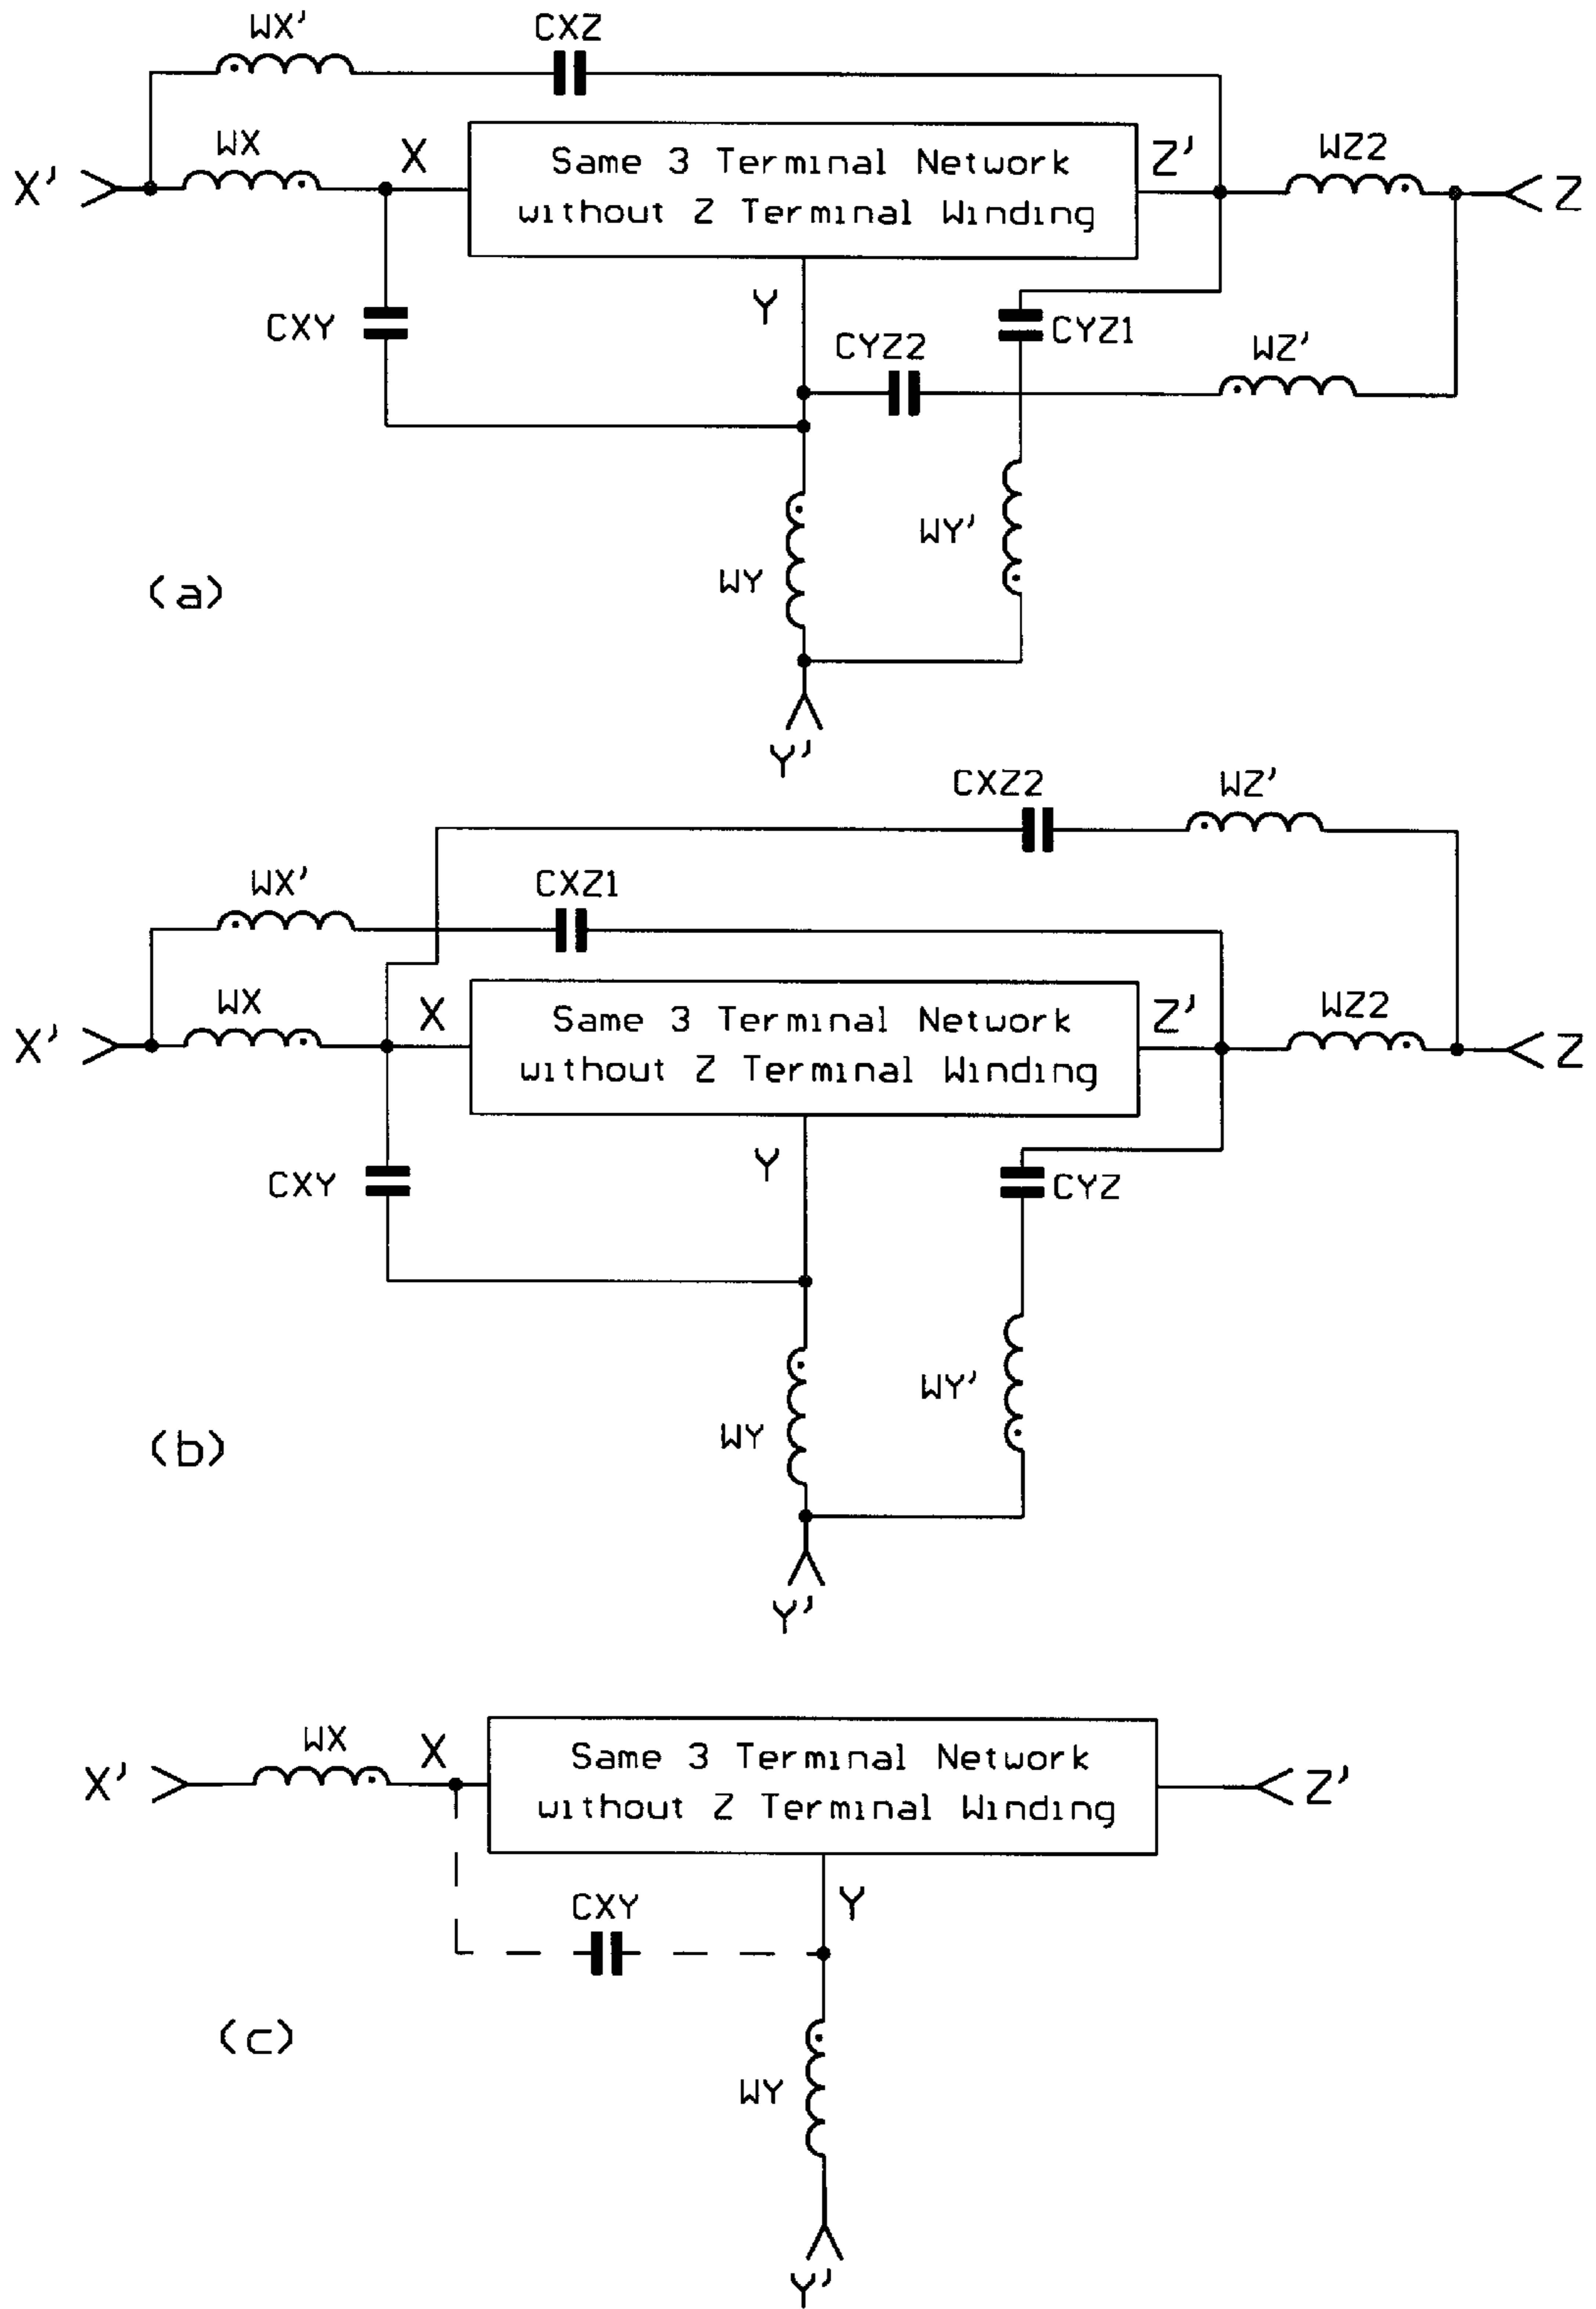 WX'
CXZ
WX
X
Same 3 Terminal Network
without Z Terminal Winding
Z'
WZ2
X'
Z
CXY
Y
CYZ2
CYZ1
WZ'
WY'
WY
(a)
Y'
CXZ2
WZ'
WX'
CXZ1
WX
X
Same 3 Terminal Network
without Z Terminal Winding
Z'
WZ2
X'
Z
CXY
Y
CYZ
WY'
WY
(b)
Y'
WX
X
Same 3 Terminal Network
without Z Terminal Winding
X'
Z'
CXY
Y
(c)
WY
Y'